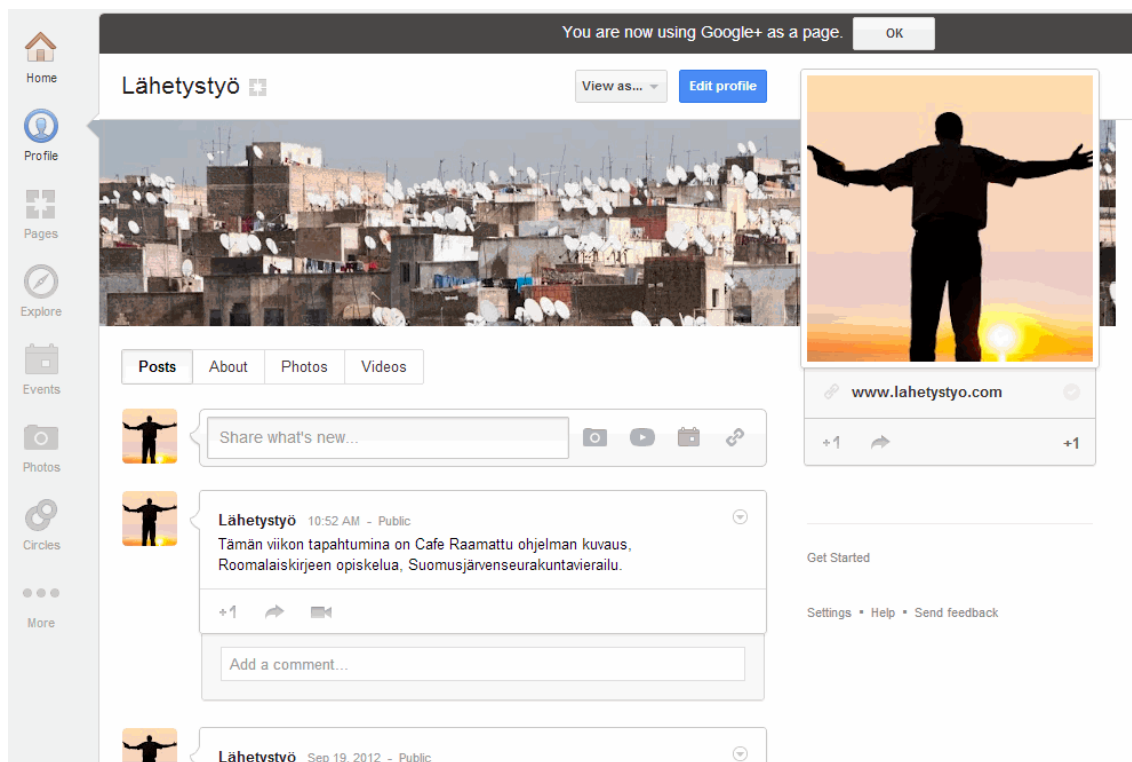 You are now using Google+ as a page. OK
Home
Lähetystyö View as... Edit profile
Profile
Pages
Explore
Events
Photos
Circles
More
Posts About Photos Videos
Share what's new...
Lähetystyö 10:52 AM - Public
Tämän viikon tapahtumina on Cafe Raamattu ohjelman kuvaus,
Roomalaiskirjeen opiskelua, Suomusjärvenseurakuntavierailu.
+1
Add a comment...
Lähetystyö Sep 19, 2012 - Public
www.lahetystyo.com
+1 +1
Get Started
Settings ▪ Help ▪ Send feedback